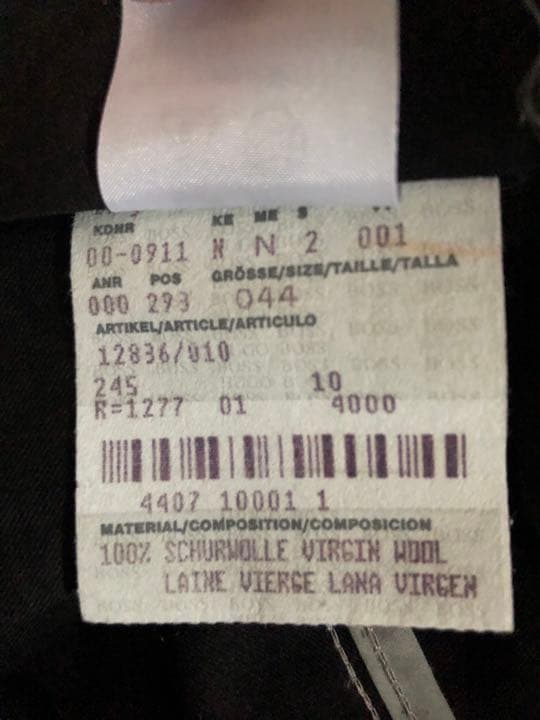 KDNR KE ME S
00-0911 N N 2 001
ANR POS GRÖSSE/SIZE/TAILLE/TALLA
000 293 044
ARTIKEL/ARTICLE/ARTICULO
12836/010
245 10
R=1277 01 4000
4407 10001 1
MATERIAL/COMPOSITION/COMPOSICION
100% SCHURWOLLE VIRGIN WOOL
LAINE VIERGE LANA VIRGEN